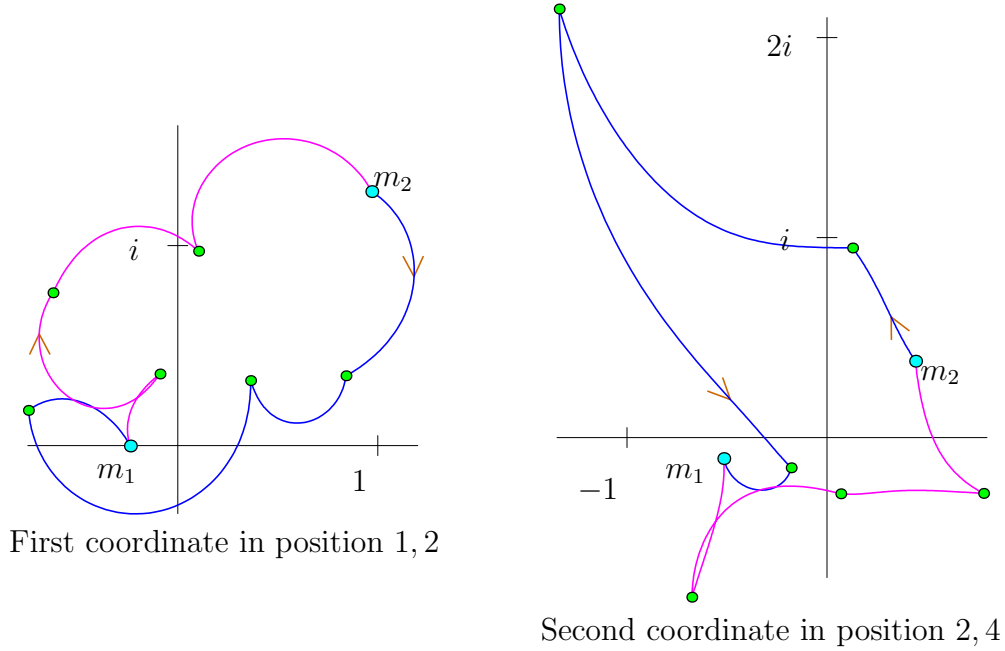 m₂
i
m₁
1
First coordinate in position 1, 2
2i
i
m₂
m₁
−1
Second coordinate in position 2, 4